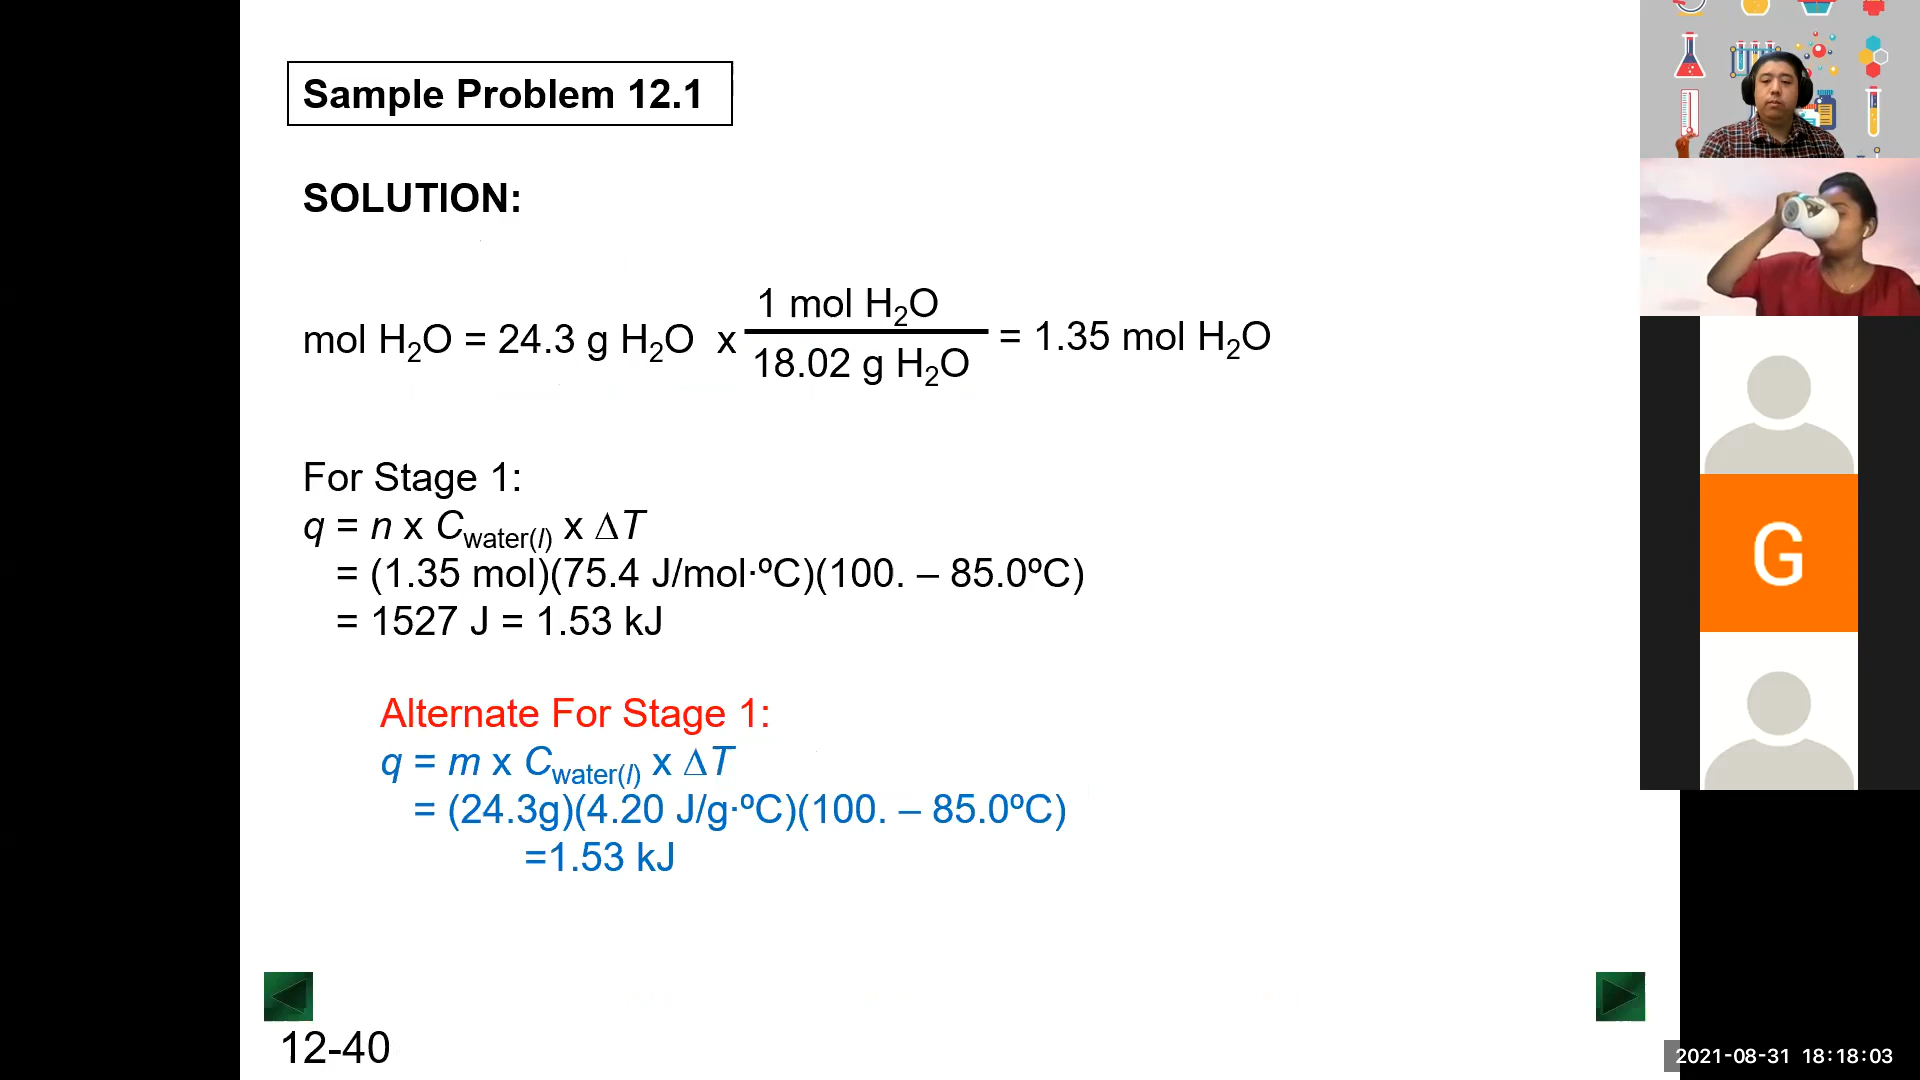 Sample Problem 12.1
SOLUTION:
mol H₂O = 24.3 g H₂O x 1 mol H₂O / 18.02 g H₂O = 1.35 mol H₂O
For Stage 1:
q = n x C water(l) x ΔT
= (1.35 mol)(75.4 J/mol·ºC)(100. – 85.0ºC)
= 1527 J = 1.53 kJ
Alternate For Stage 1:
q = m x C water(l) x ΔT
= (24.3g)(4.20 J/g·ºC)(100. – 85.0ºC)
=1.53 kJ
12-40
G
2021-08-31 18:18:03